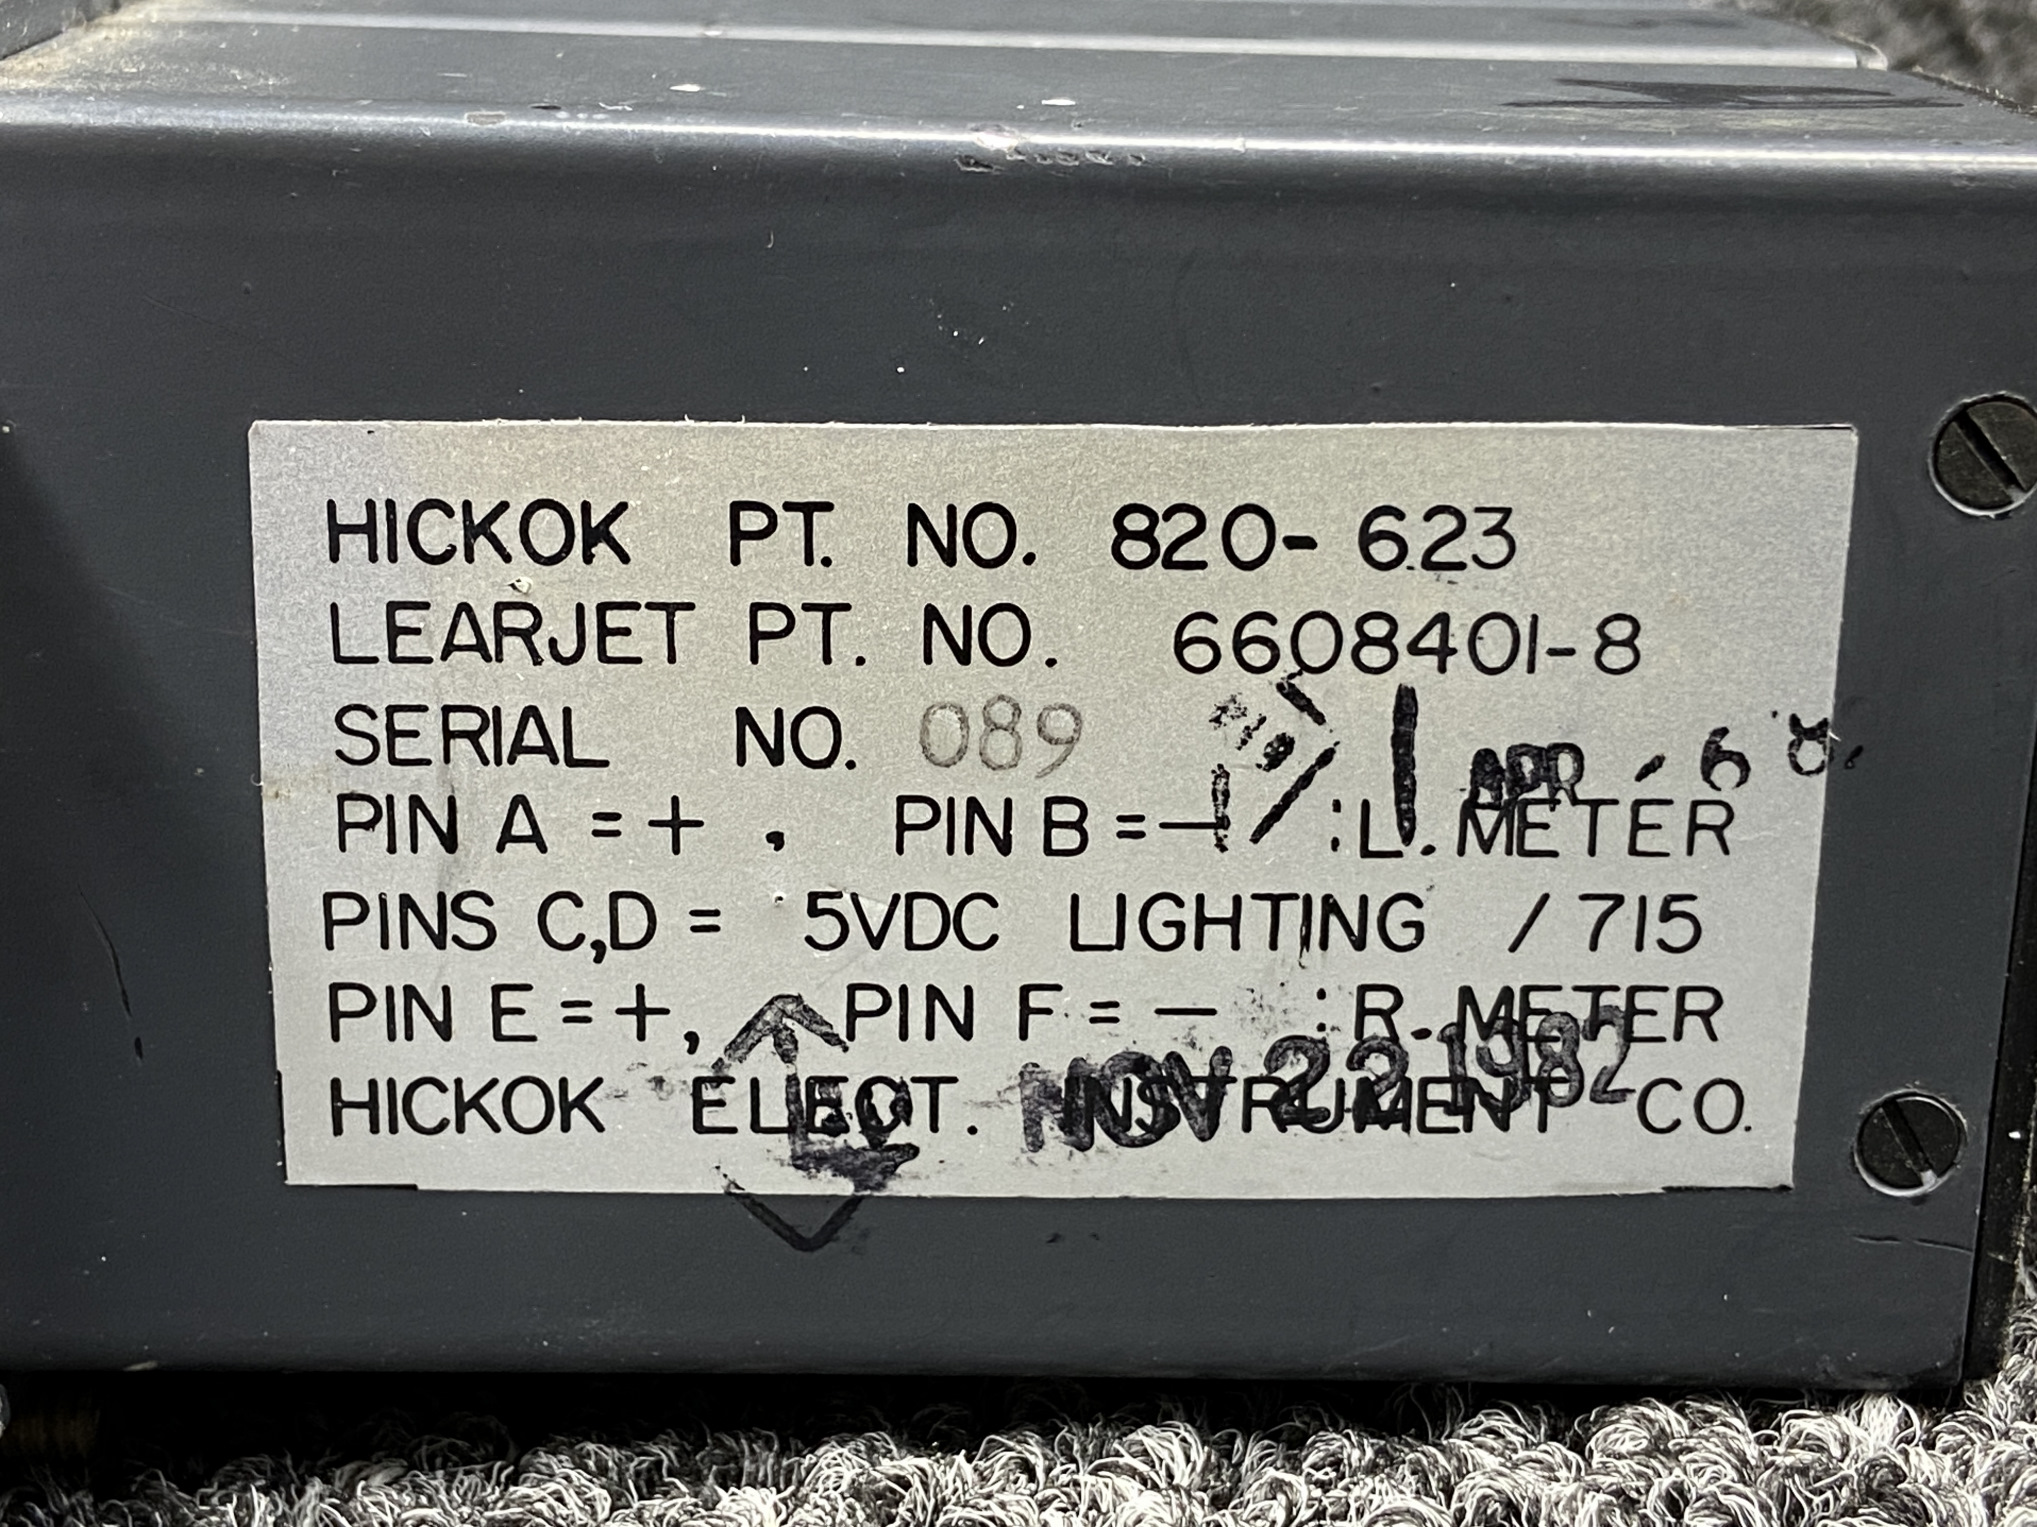 HICKOK PT. NO. 820-623
LEARJET PT. NO. 6608401-8
SERIAL NO. 089
APR
PIN A = + , PIN B = — : L. METER
PINS C,D = 5VDC LIGHTING / 715
PIN E = +, PIN F = — : R. METER
NOV 22 1982
HICKOK ELECT. INSTRUMENT CO.